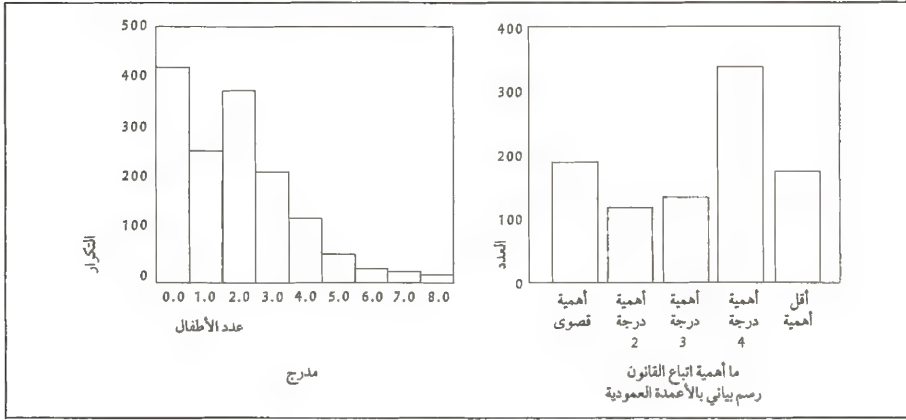 500
400
300
200
100
0
التكرار
0.0 1.0 2.0 3.0 4.0 5.0 6.0 7.0 8.0
عدد الأطفال
مدرج
400
300
200
100
0
العدد
أهمية قصوى
أهمية درجة 2
أهمية درجة 3
أهمية درجة 4
أقل أهمية
ما أهمية اتباع القانون
رسم بياني بالأعمدة العمودية